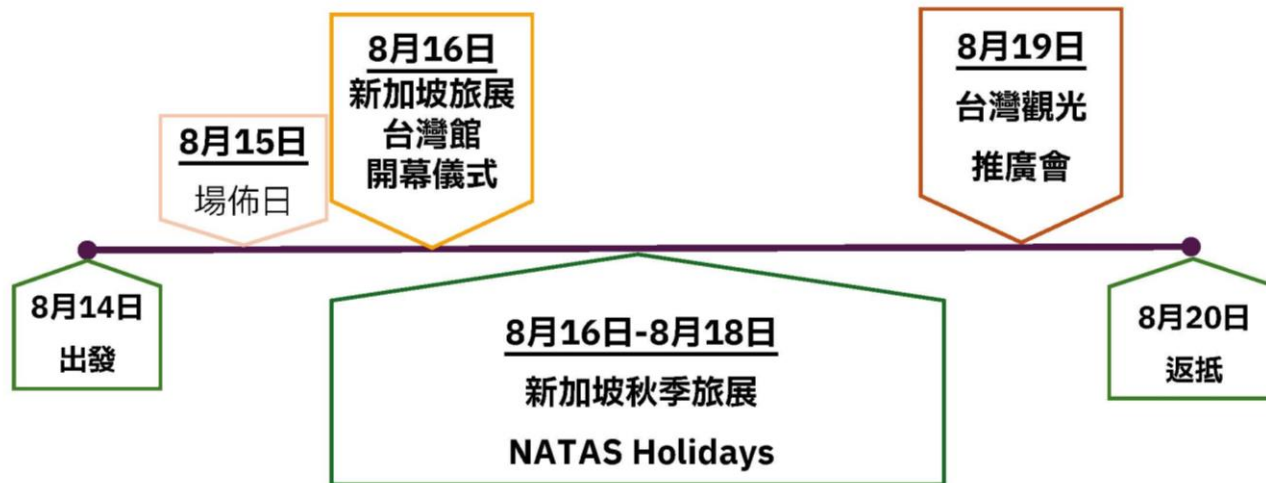 8月14日
出發
8月15日
場佈日
8月16日
新加坡旅展
台灣館
開幕儀式
8月16日-8月18日
新加坡秋季旅展
NATAS Holidays
8月19日
台灣觀光
推廣會
8月20日
返抵